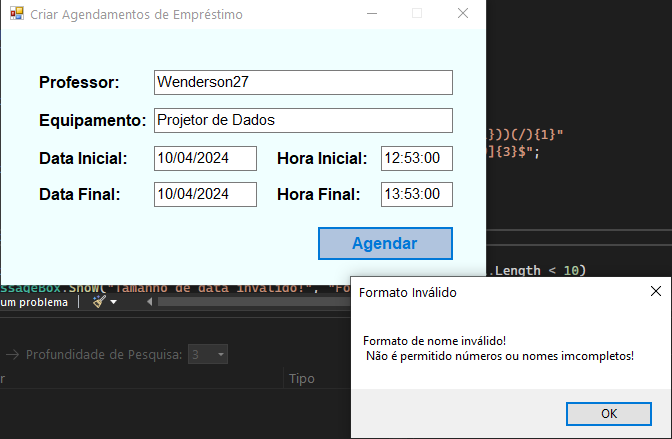 Criar Agendamentos de Empréstimo
Professor: Wenderson27
Equipamento: Projetor de Dados
Data Inicial: 10/04/2024 Hora Inicial: 12:53:00
Data Final: 10/04/2024 Hora Final: 13:53:00
Agendar
}))(/){1}"
]{3}$";
.Length < 10)
ssageBox.Show("Tamanho de data inválido!", "Fo
um problema
Profundidade de Pesquisa: 3
r Tipo
Formato Inválido
Formato de nome inválido!
Não é permitido números ou nomes imcompletos!
OK